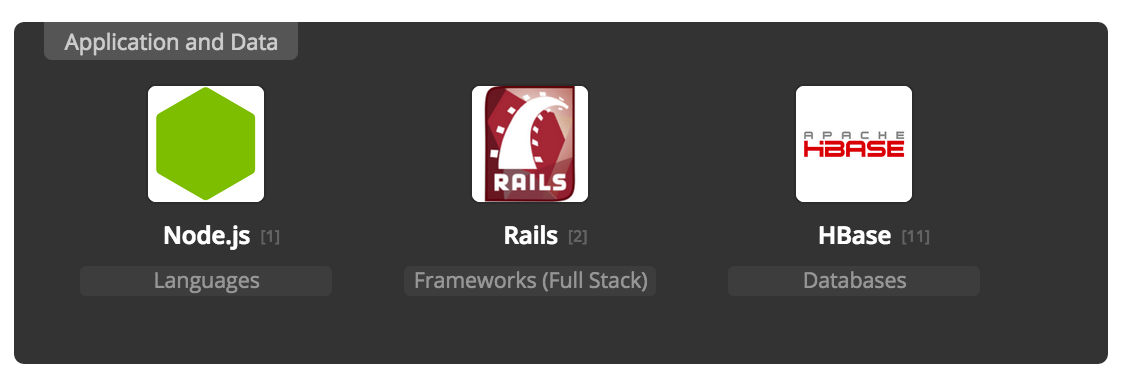 Application and Data
RAILS
APACHE
HBASE
Node.js [1]
Rails [2]
HBase [11]
Languages
Frameworks (Full Stack)
Databases